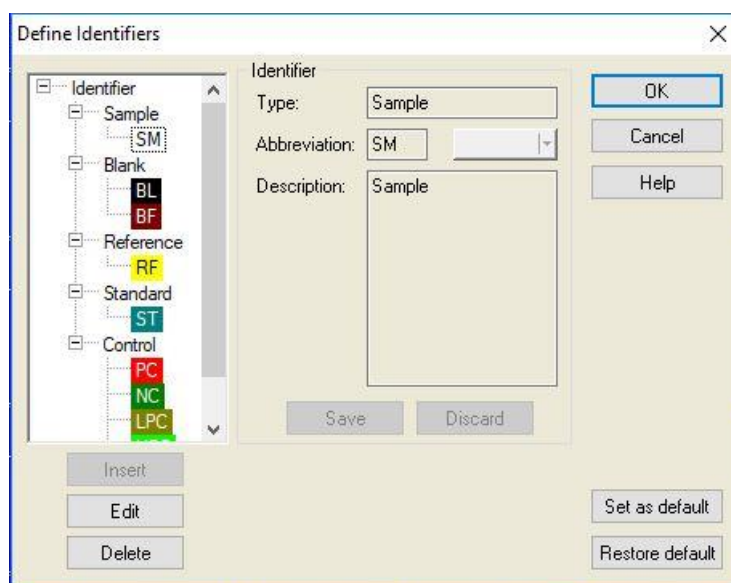 Define Identifiers
Identifier
Sample
SM
Blank
BL
BF
Reference
RF
Standard
ST
Control
PC
NC
LPC
Insert
Edit
Delete
Identifier
Type: Sample
Abbreviation: SM
Description: Sample
Save Discard
OK
Cancel
Help
Set as default
Restore default